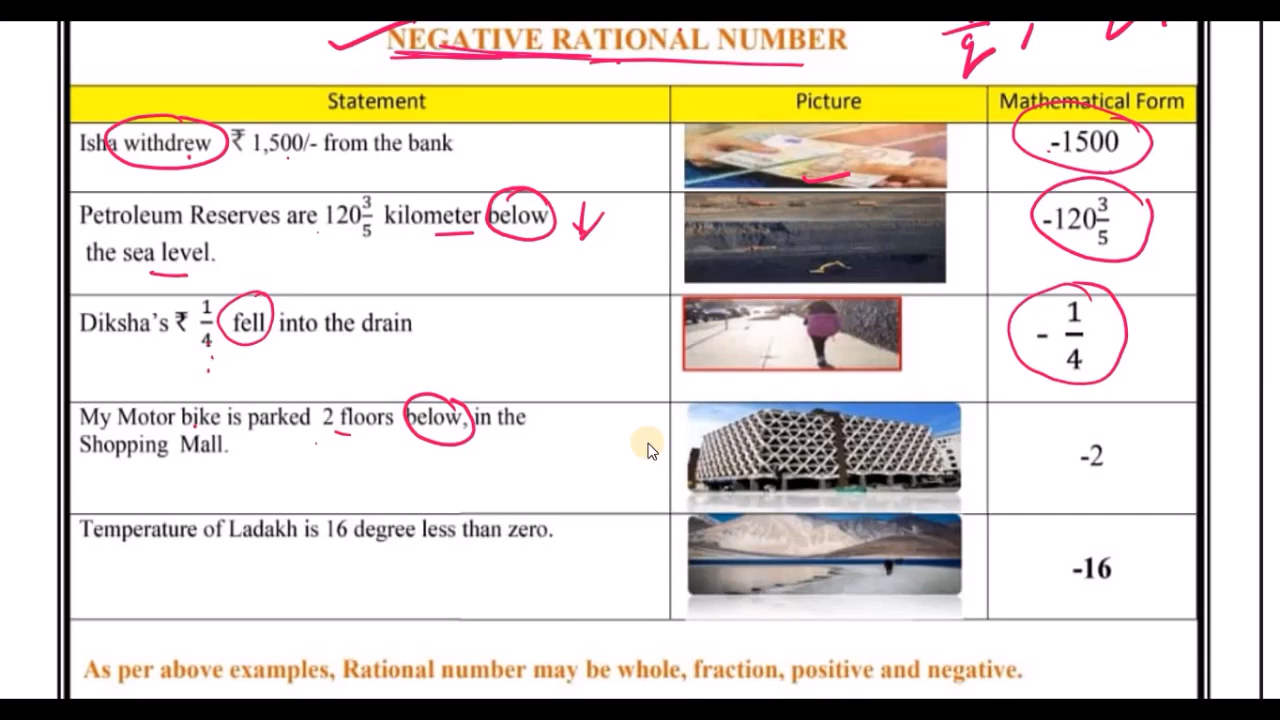 NEGATIVE RATIONAL NUMBER
q ,
Statement Picture Mathematical Form
Isha withdrew ₹ 1,500/- from the bank -1500
Petroleum Reserves are 120 3/5 kilometer below -120 3/5
the sea level.
Diksha's ₹ 1/4 fell into the drain - 1/4
My Motor bike is parked 2 floors below, in the
Shopping Mall. -2
Temperature of Ladakh is 16 degree less than zero.
-16
As per above examples, Rational number may be whole, fraction, positive and negative.